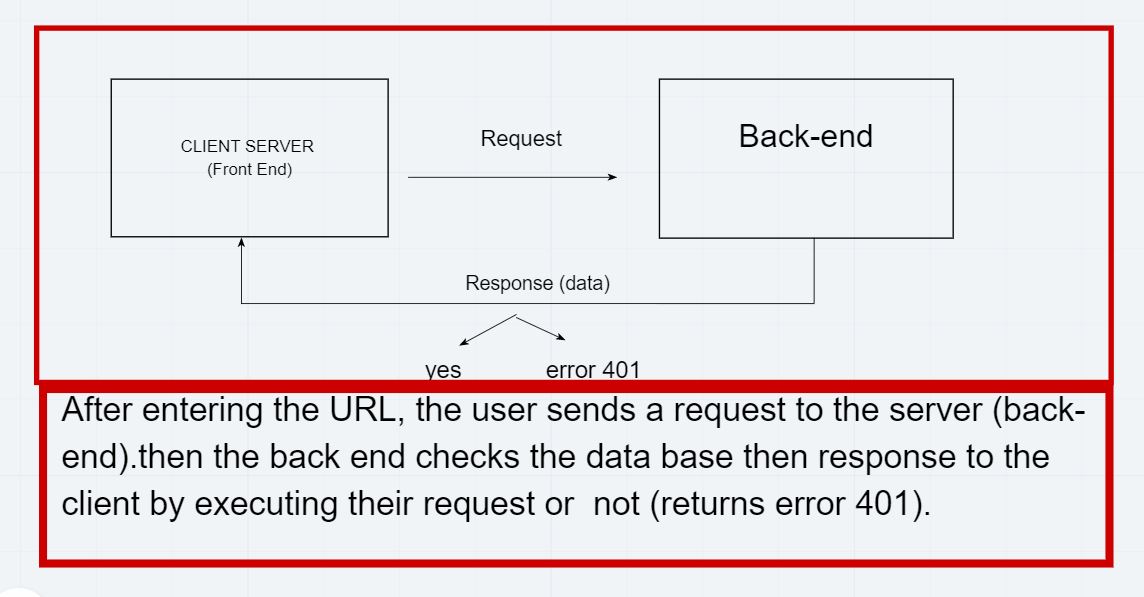 CLIENT SERVER
(Front End)
Request
Back-end
Response (data)
yes
error 401
After entering the URL, the user sends a request to the server (back-
end).then the back end checks the data base then response to the
client by executing their request or  not (returns error 401).